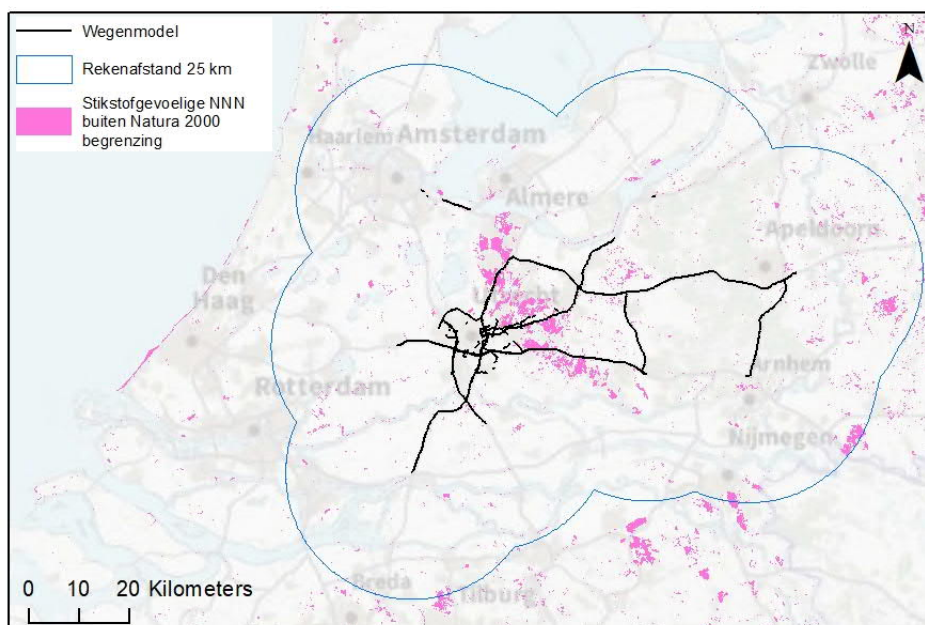 Wegenmodel
Rekenafstand 25 km
Stikstofgevoelige NNN
buiten Natura 2000
begrenzing
N
Zwolle
Haarlem
Amsterdam
Almere
Apeldoorn
Den
Haag
Utrecht
Rotterdam
Arnhem
Nijmegen
Breda
Tilburg
0 10 20 Kilometers